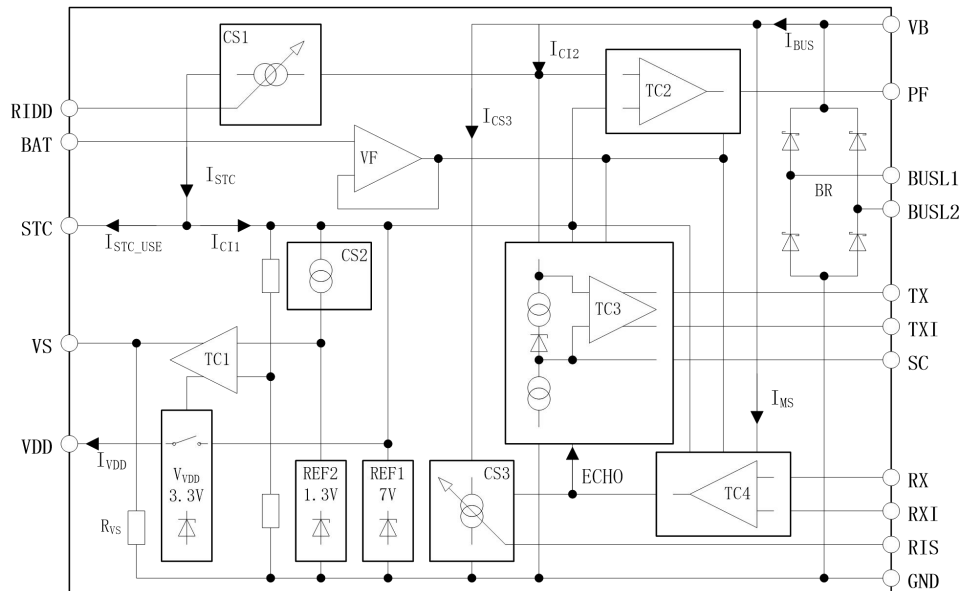 CS1
I_BUS
VB
I_CI2
TC2
RIDD
PF
I_CS3
BAT
VF
I_STC
BR
BUSL1
BUSL2
STC
I_STC_USE
I_CI1
CS2
TC3
TX
TXI
VS
TC1
SC
I_MS
VDD
I_VDD
V_VDD
3.3V
REF2
1.3V
REF1
7V
CS3
ECHO
TC4
RX
RXI
R_VS
RIS
GND